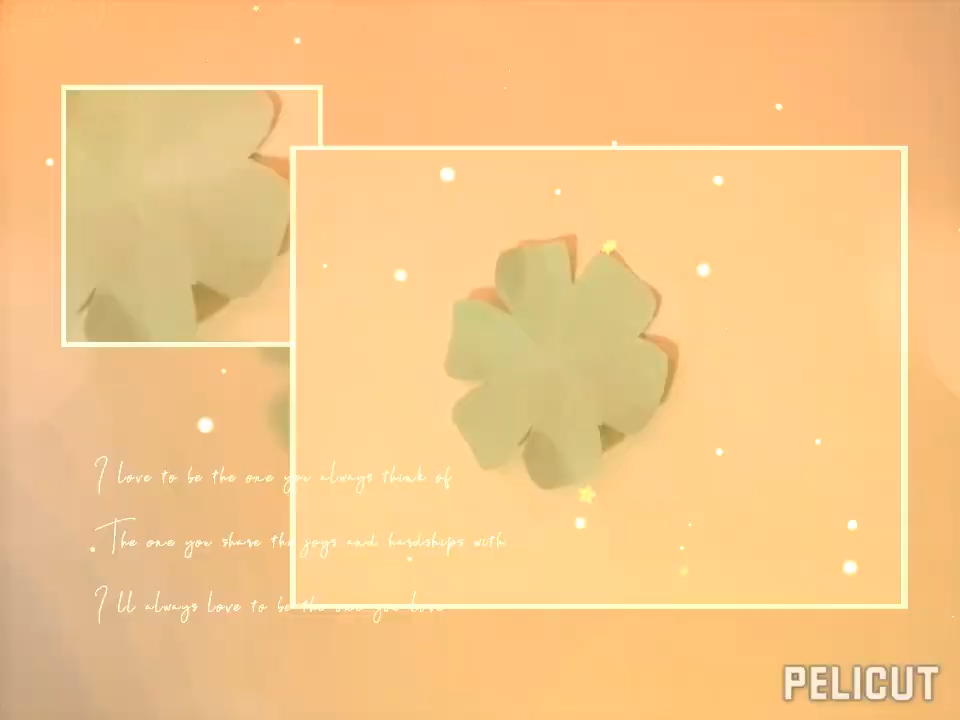 I love to be the one you always think of
The one you share the joys and hardships with
I'll always love to be the one you love
PELICUT